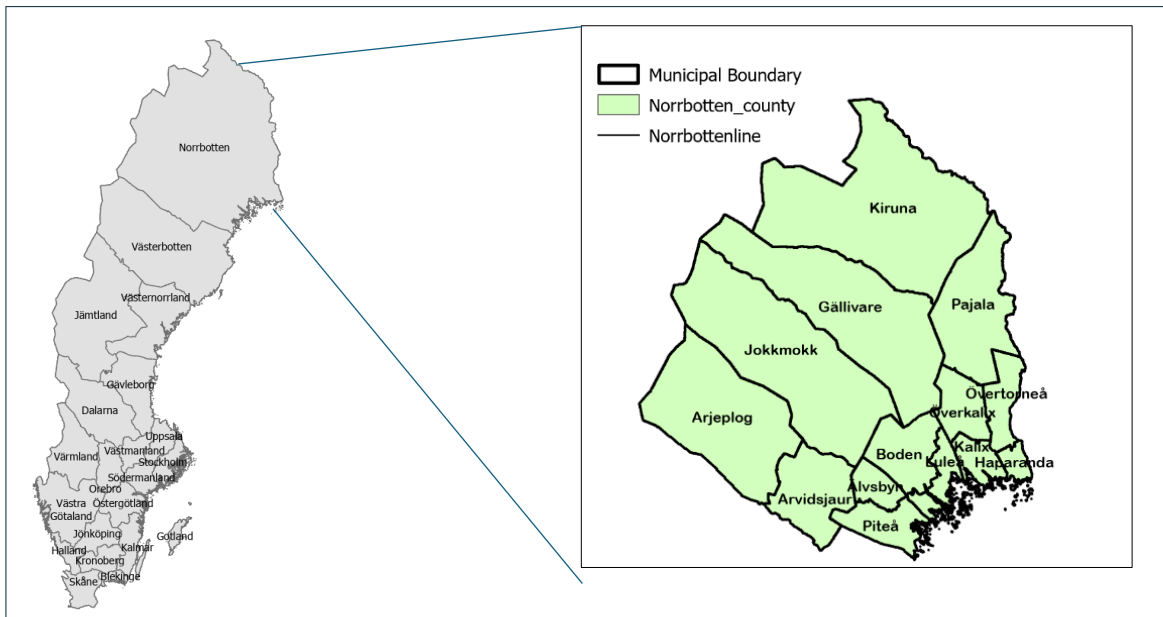 Norrbotten
Västerbotten
Västernorrland
Jämtland
Gävleborg
Dalarna
Uppsala
Västmanland
Värmland
Stockholm
Södermanland
Orebro
Västra
Götaland
Östergötland
Jönköping
Gotland
Halland
Kalmar
Kronoberg
Blekinge
Skåne
Municipal Boundary
Norrbotten_county
Norrbottenline
Kiruna
Pajala
Gällivare
Jokkmokk
Övertorneå
Överkalix
Arjeplog
Kalix
Boden
Luleå
Haparanda
Älvsbyn
Arvidsjaur
Piteå